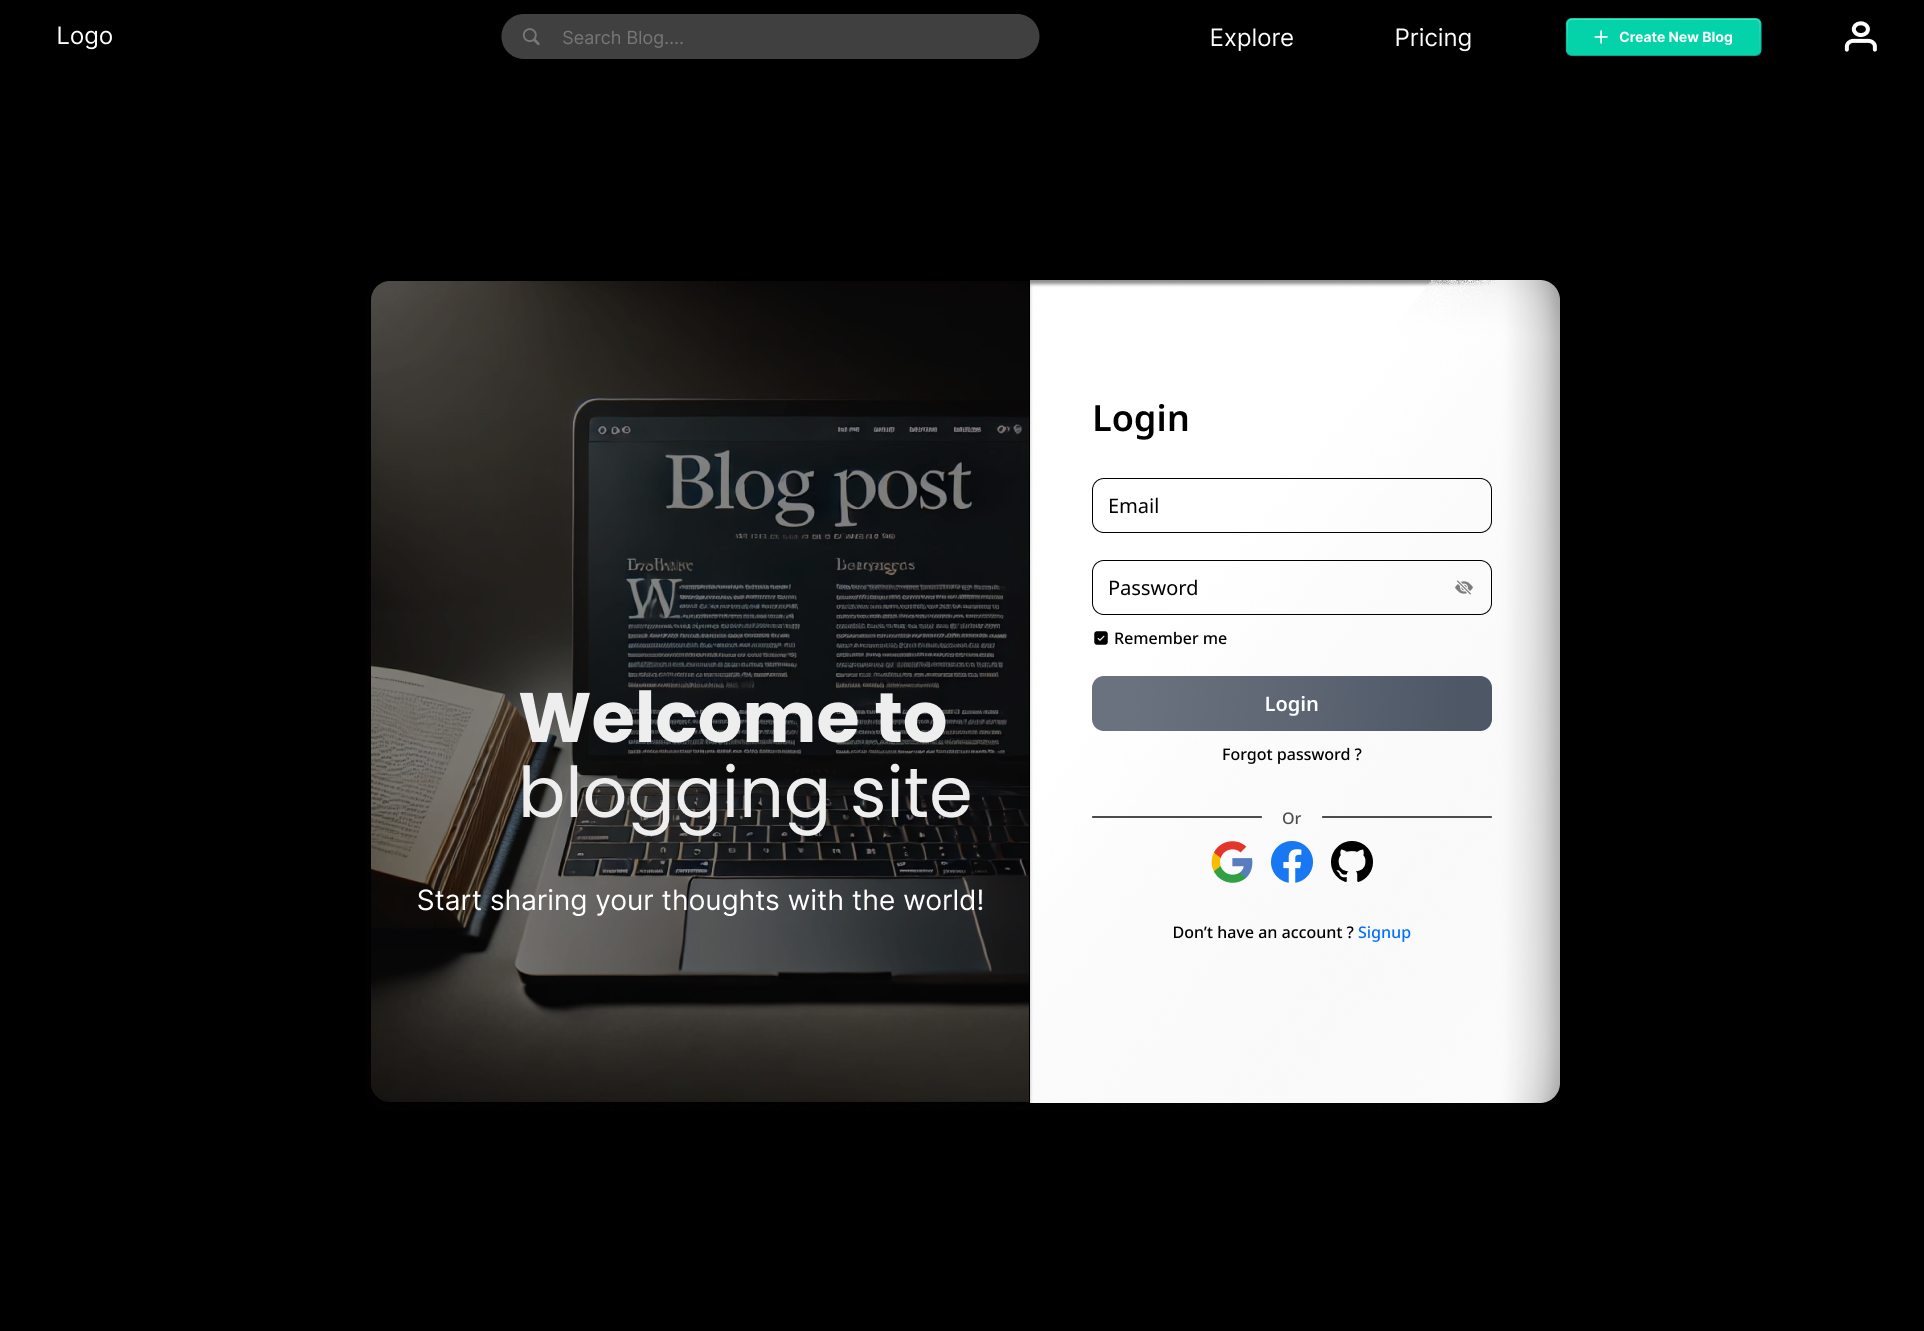 Logo
Search Blog....
Explore
Pricing
Create New Blog
Blog post
W
Welcome to
blogging site
Start sharing your thoughts with the world!
Login
Email
Password
Remember me
Login
Forgot password ?
Or
Don’t have an account ? Signup